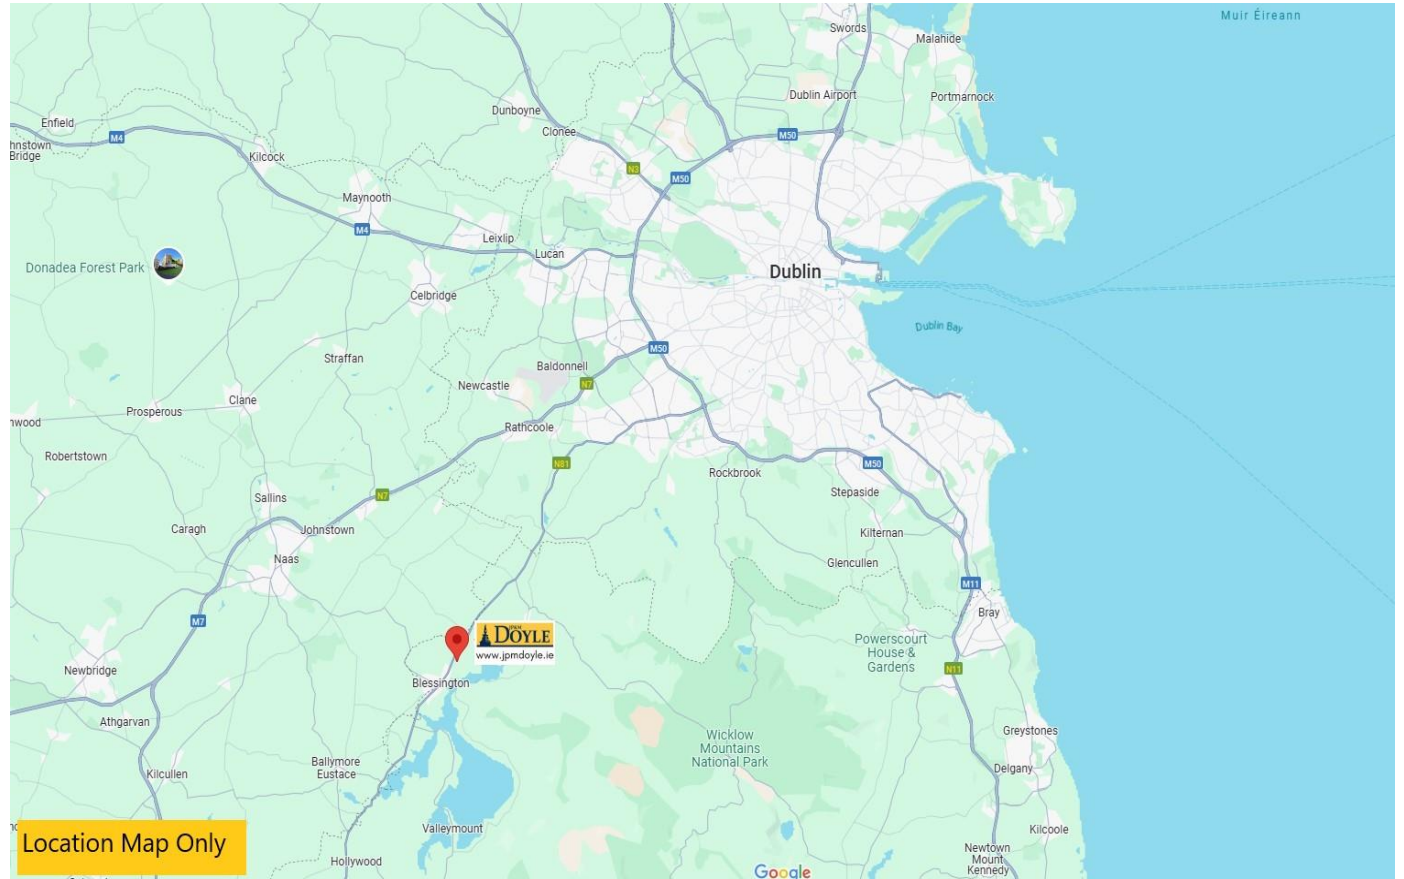 Muir Éireann
Swords
Malahide
Dublin Airport
Portmarnock
Dunboyne
Enfield
Clonee
M4
M50
hnstown
Bridge
Kilcock
N3
M50
Maynooth
M4
Leixlip
Lucan
Donadea Forest Park
Dublin
Celbridge
Dublin Bay
M50
Straffan
Baldonnell
Newcastle
N7
Clane
Prosperous
nwood
Rathcoole
Robertstown
N81
M50
Rockbrook
Sallins
N7
Stepaside
Caragh
Johnstown
Kilternan
Naas
Glencullen
M11
Bray
M7
JPM
DOYLE
www.jpmdoyle.ie
Powerscourt
House &
Gardens
Newbridge
N11
Blessington
Athgarvan
Greystones
Wicklow
Mountains
National Park
Ballymore
Eustace
Kilcullen
Delgany
Valleymount
Kilcoole
Location Map Only
Hollywood
Newtown
Mount
Kennedy
Google